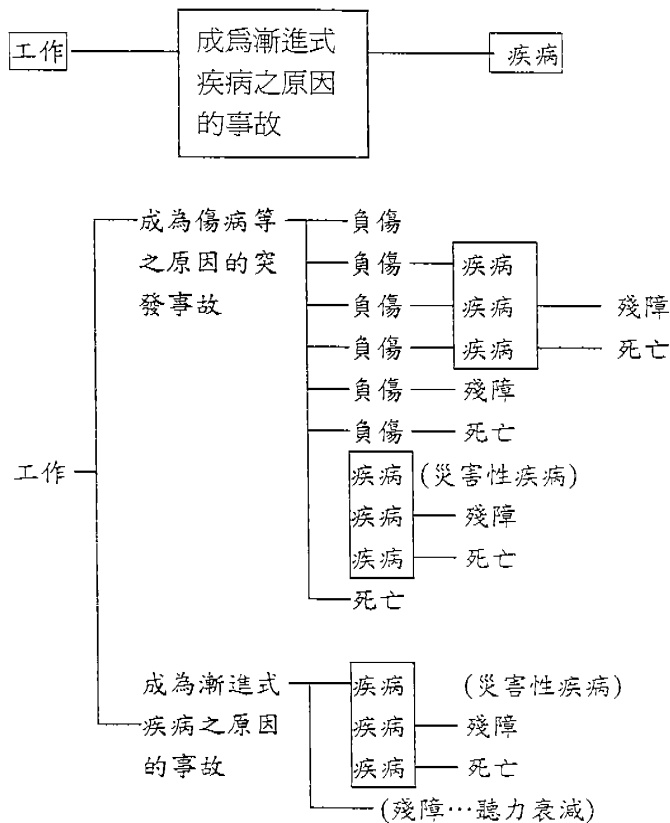 工作
成為漸進式
疾病之原因
的事故
疾病
成為傷病等
之原因的突
發事故
負傷
負傷 疾病
負傷 疾病 殘障
負傷 疾病 死亡
負傷 殘障
負傷 死亡
工作
疾病 (災害性疾病)
疾病 殘障
疾病 死亡
死亡
成為漸進式
疾病之原因
的事故
疾病 (災害性疾病)
疾病 殘障
疾病 死亡
(殘障…聽力衰減)